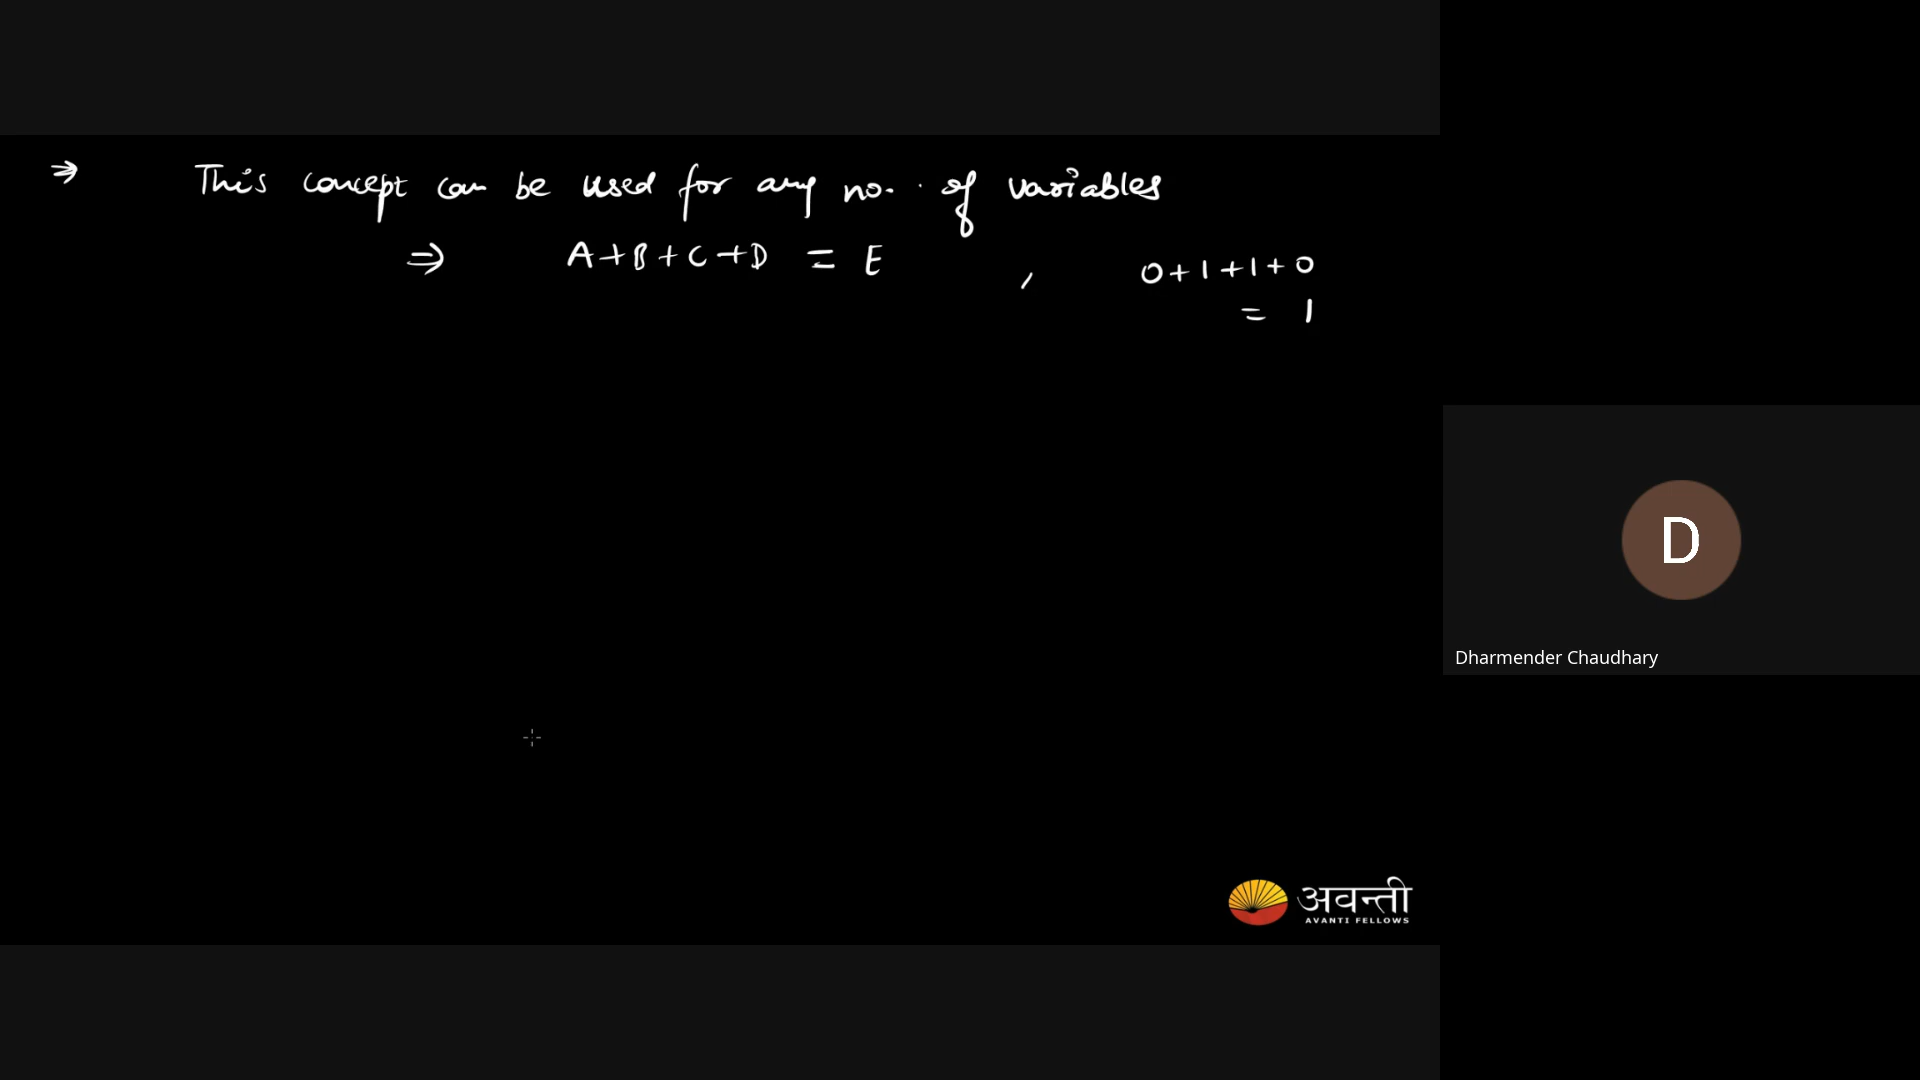 ⇒ This concept can be used for any no. of variables
⇒ A+B+C+D = E , 0+1+1+0
= 1
D
Dharmender Chaudhary
अवन्ती
AVANTI FELLOWS